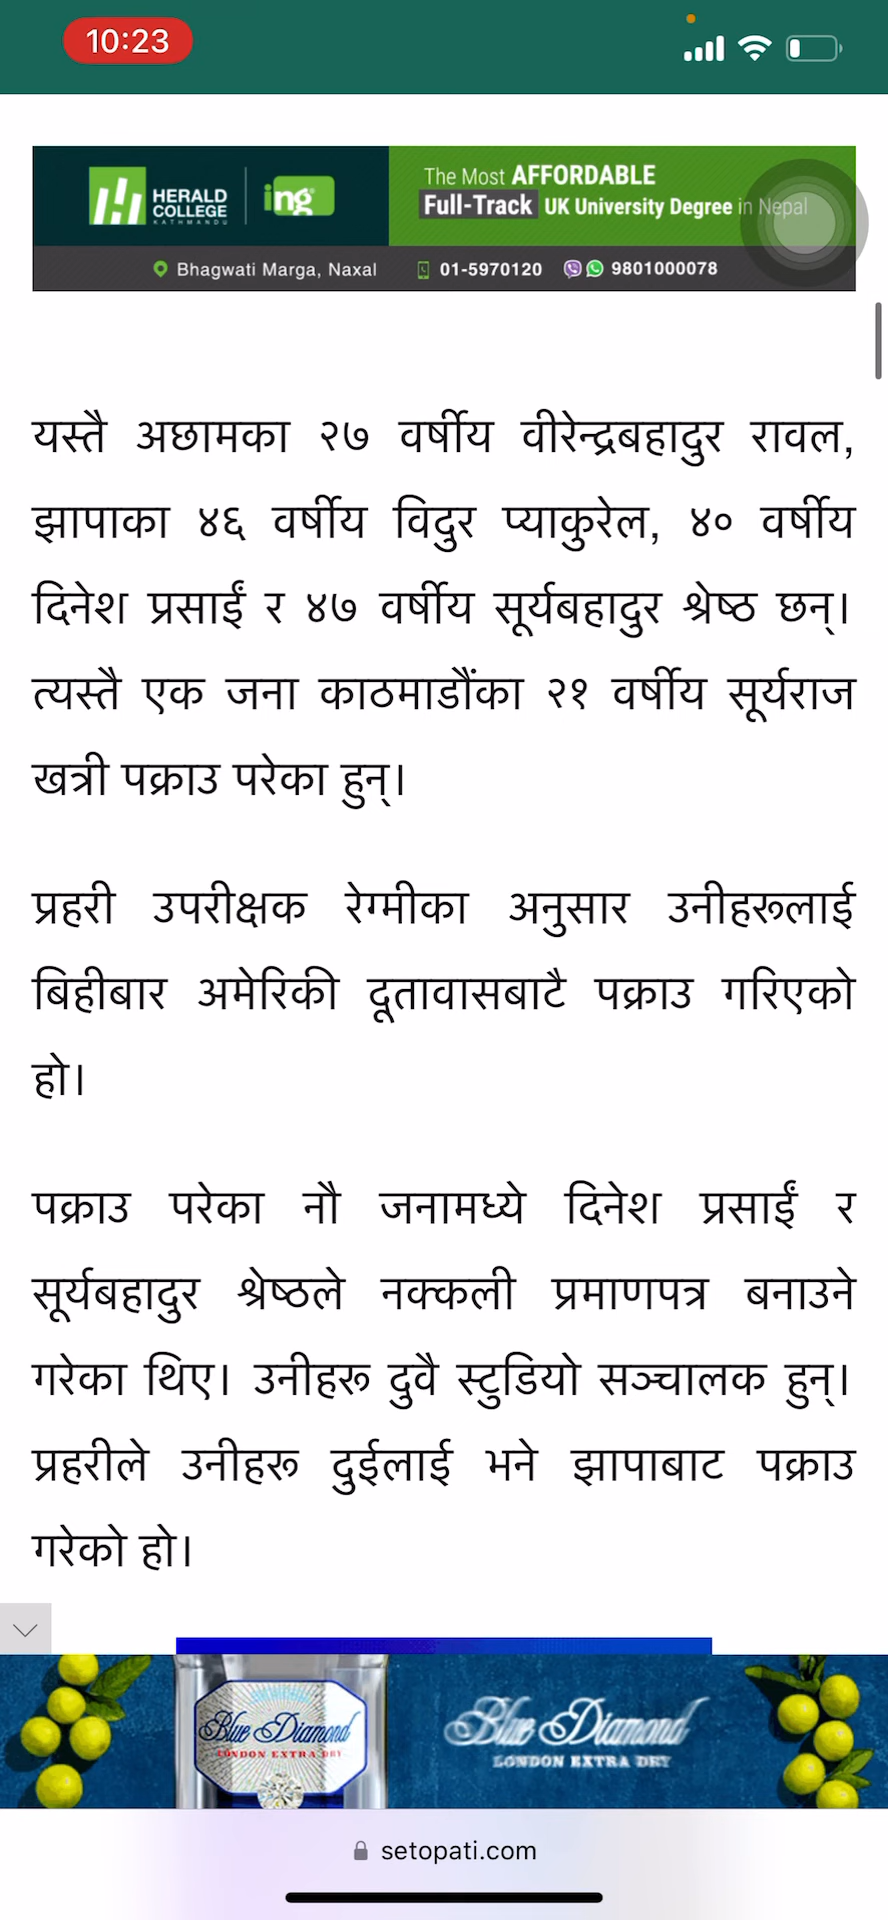 10:23
HERALD COLLEGE KATHMANDU
ing
The Most AFFORDABLE
Full-Track UK University Degree in Nepal
Bhagwati Marga, Naxal 01-5970120 9801000078
यस्तै अछामका २७ वर्षीय वीरेन्द्रबहादुर रावल,
झापाका ४६ वर्षीय विदुर प्याकुरेल, ४० वर्षीय
दिनेश प्रसाईं र ४७ वर्षीय सूर्यबहादुर श्रेष्ठ छन्।
त्यस्तै एक जना काठमाडौंका २१ वर्षीय सूर्यराज
खत्री पक्राउ परेका हुन्।
प्रहरी उपरीक्षक रेग्मीका अनुसार उनीहरूलाई
बिहीबार अमेरिकी दूतावासबाटै पक्राउ गरिएको
हो।
पक्राउ परेका नौ जनामध्ये दिनेश प्रसाईं र
सूर्यबहादुर श्रेष्ठले नक्कली प्रमाणपत्र बनाउने
गरेका थिए। उनीहरू दुवै स्टुडियो सञ्चालक हुन्।
प्रहरीले उनीहरू दुईलाई भने झापाबाट पक्राउ
गरेको हो।
Blue Diamond
LONDON EXTRA DRY
Blue Diamond
LONDON EXTRA DRY
setopati.com